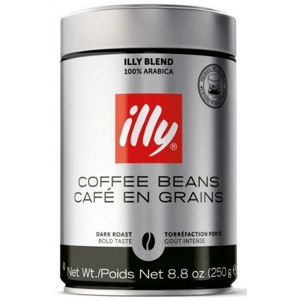 ILLY BLEND
100% ARABICA
illy®
COFFEE BEANS
CAFÉ EN GRAINS
DARK ROAST
BOLD TASTE
TORRÉFACTION FORTE
GOÛT INTENSE
Net Wt./Poids Net 8.8 oz (250 g